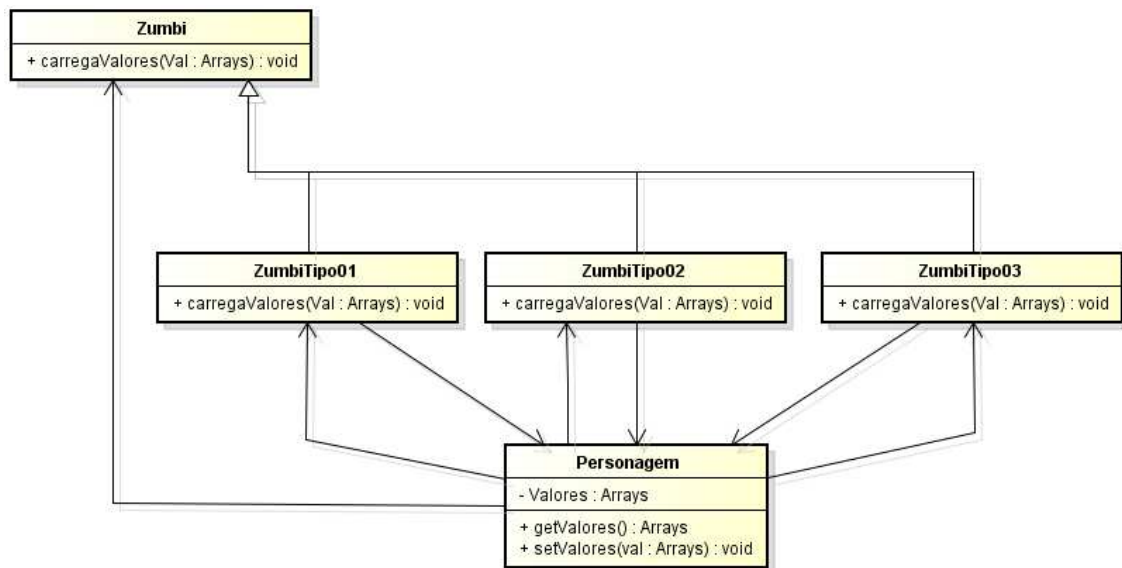 Zumbi
+ carregaValores(Val : Arrays) : void
ZumbiTipo01
+ carregaValores(Val : Arrays) : void
ZumbiTipo02
+ carregaValores(Val : Arrays) : void
ZumbiTipo03
+ carregaValores(Val : Arrays) : void
Personagem
- Valores : Arrays
+ getValores() : Arrays
+ setValores(val : Arrays) : void